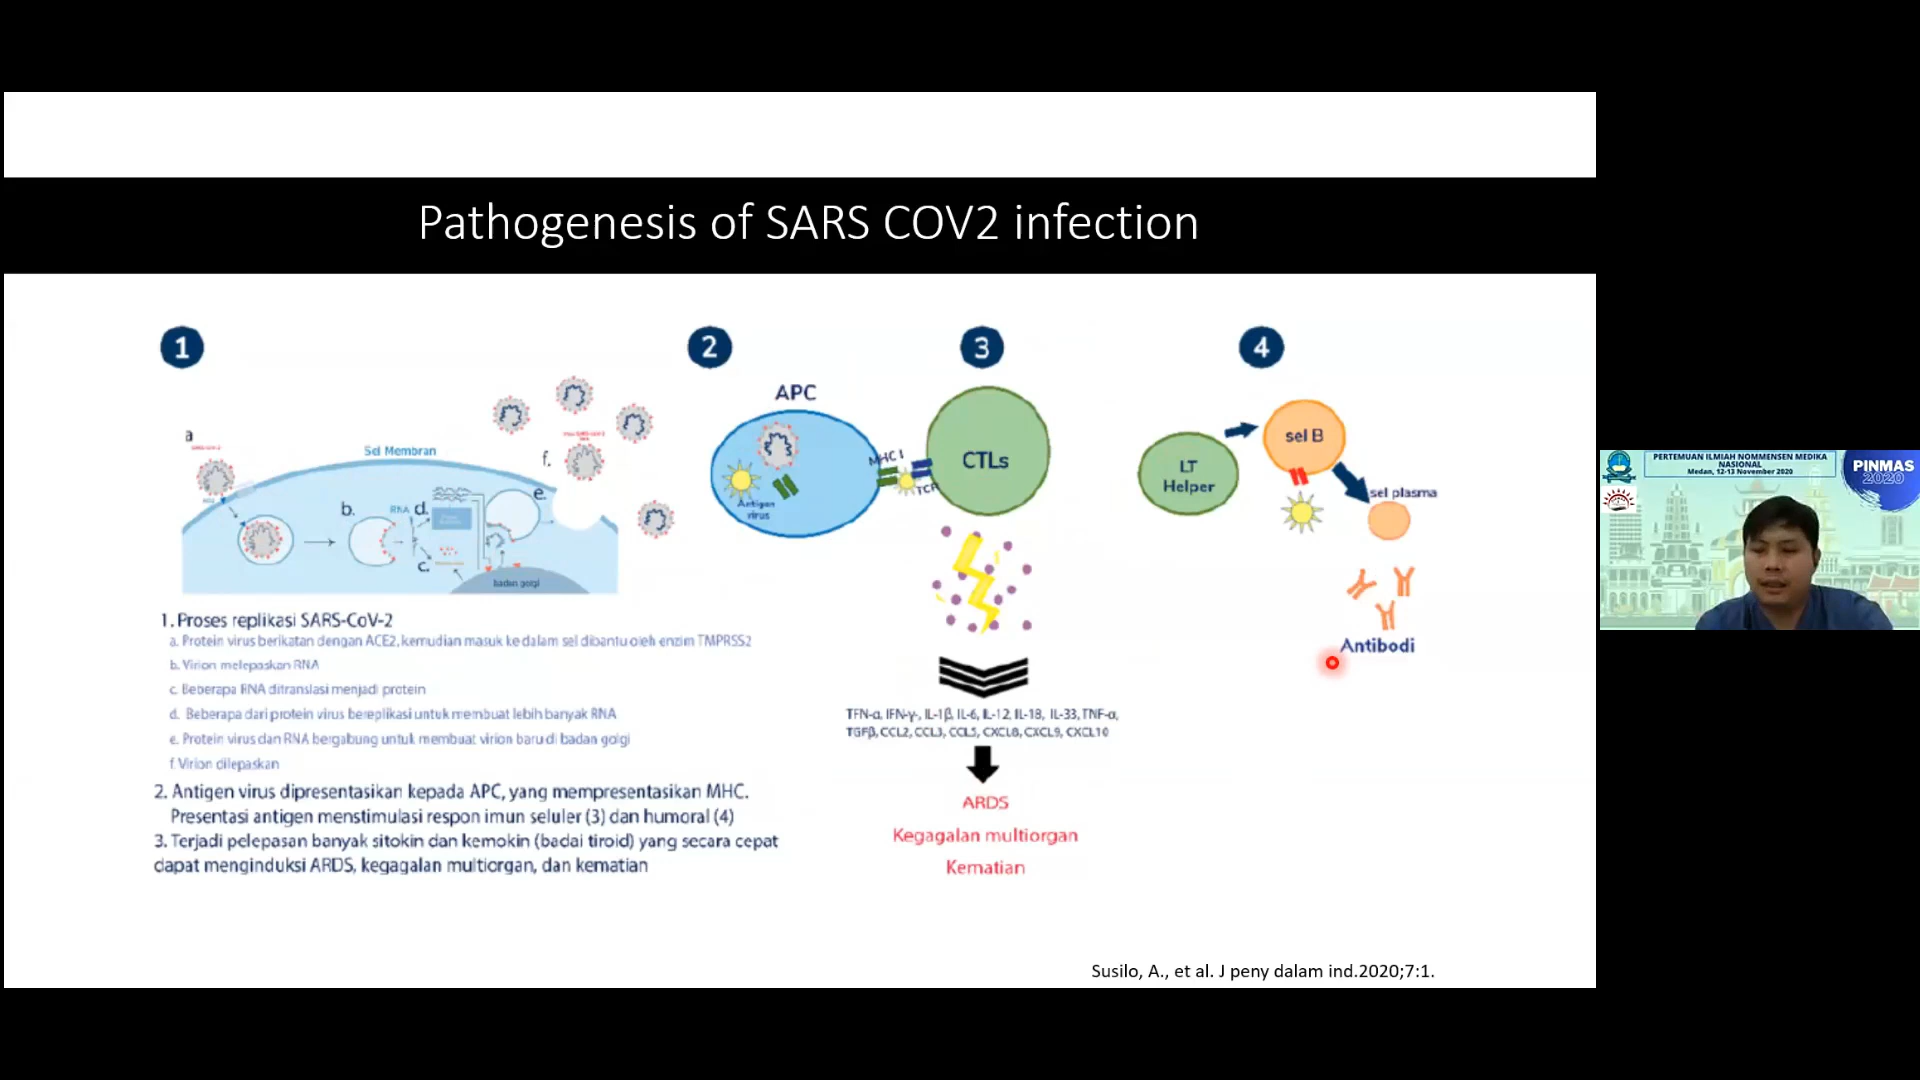 Pathogenesis of SARS COV2 infection
1
2
3
4
a
Sel Membran
f.
e.
b.
RNA
d.
c.
badan golgi
APC
Antigen
virus
MHC I
TCR
CTLs
LT
Helper
sel B
sel plasma
Antibodi
1. Proses replikasi SARS-CoV-2
a. Protein virus berikatan dengan ACE2, kemudian masuk ke dalam sel dibantu oleh enzim TMPRSS2
b. Virion melepaskan RNA
c. Beberapa RNA ditranslasi menjadi protein
d. Beberapa dari protein virus bereplikasi untuk membuat lebih banyak RNA
e. Protein virus dan RNA bergabung untuk membuat virion baru di badan golgi
f. Virion dilepaskan
2. Antigen virus dipresentasikan kepada APC, yang mempresentasikan MHC.
Presentasi antigen menstimulasi respon imun seluler (3) dan humoral (4)
3. Terjadi pelepasan banyak sitokin dan kemokin (badai tiroid) yang secara cepat
dapat menginduksi ARDS, kegagalan multiorgan, dan kematian
TFN-α, IFN-γ-, IL-1β, IL-6, IL-12, IL-18, IL-33, TNF-α,
TGFβ, CCL2, CCL3, CCL5, CXCL8, CXCL9, CXCL10
ARDS
Kegagalan multiorgan
Kematian
Susilo, A., et al. J peny dalam ind.2020;7:1.
PERTEMUAN ILMIAH NOMMENSEN MEDIKA
NASIONAL
Medan, 12-13 November 2020
PINMAS
2020